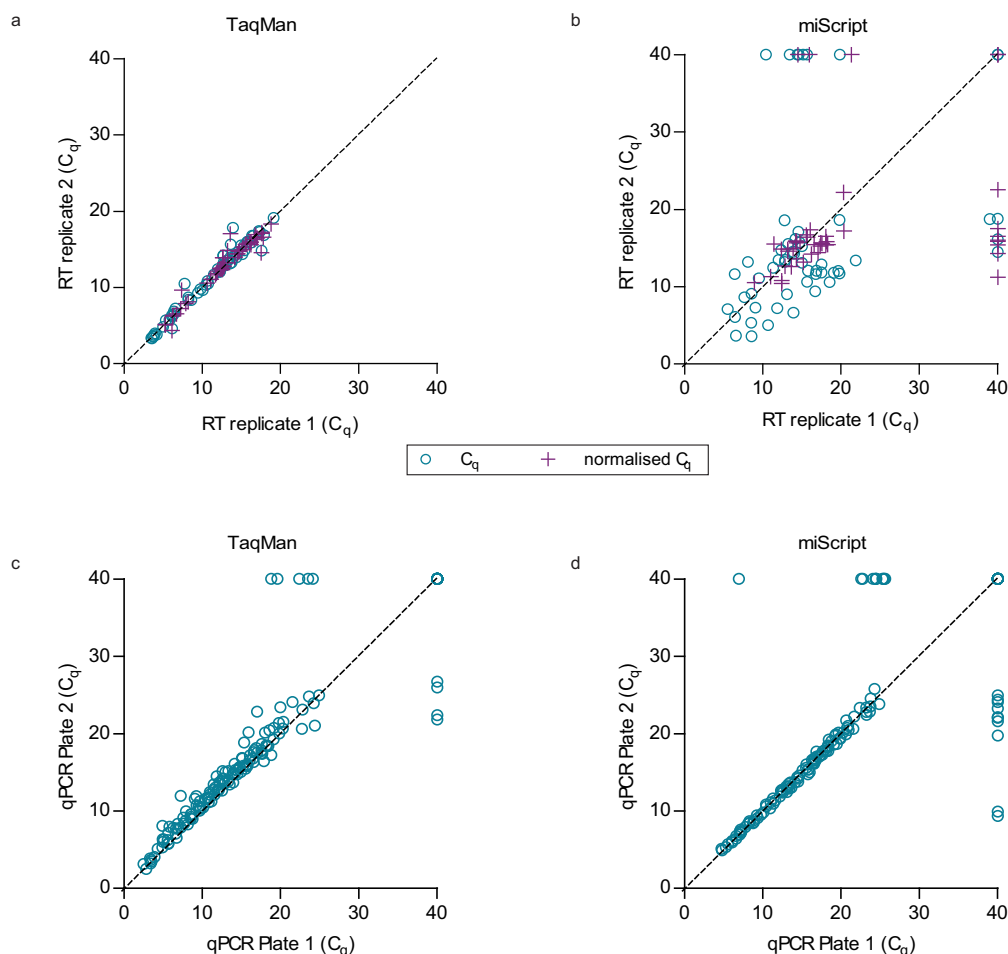 a
TaqMan
40
30
20
10
0
0 10 20 30 40
RT replicate 2 (Cq)
RT replicate 1 (Cq)
b
miScript
40
30
20
10
0
0 10 20 30 40
RT replicate 2 (Cq)
RT replicate 1 (Cq)
Cq normalised Cq
c
TaqMan
40
30
20
10
0
0 10 20 30 40
qPCR Plate 2 (Cq)
qPCR Plate 1 (Cq)
d
miScript
40
30
20
10
0
0 10 20 30 40
qPCR Plate 2 (Cq)
qPCR Plate 1 (Cq)